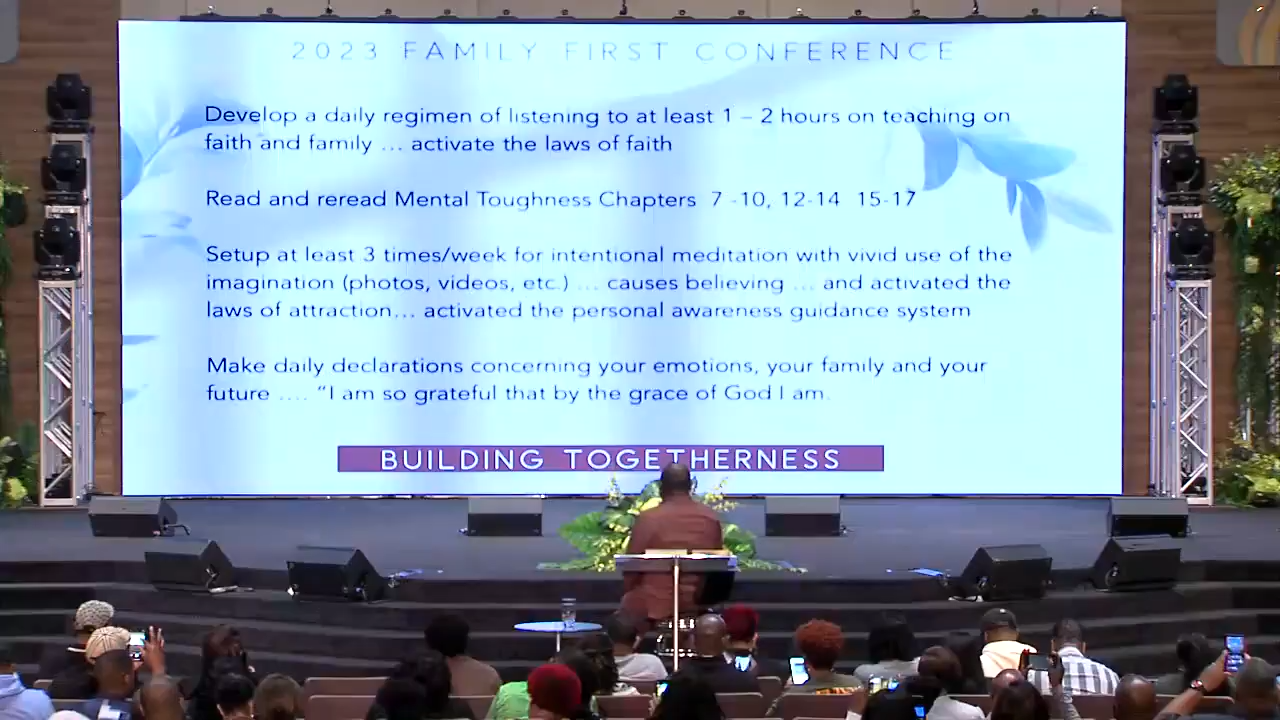 2023 FAMILY FIRST CONFERENCE
Develop a daily regimen of listening to at least 1 – 2 hours on teaching on
faith and family ... activate the laws of faith
Read and reread Mental Toughness Chapters 7 -10, 12-14 15-17
Setup at least 3 times/week for intentional meditation with vivid use of the
imagination (photos, videos, etc.) ... causes believing ... and activated the
laws of attraction... activated the personal awareness guidance system
Make daily declarations concerning your emotions, your family and your
future .... “I am so grateful that by the grace of God I am.
BUILDING TOGETHERNESS